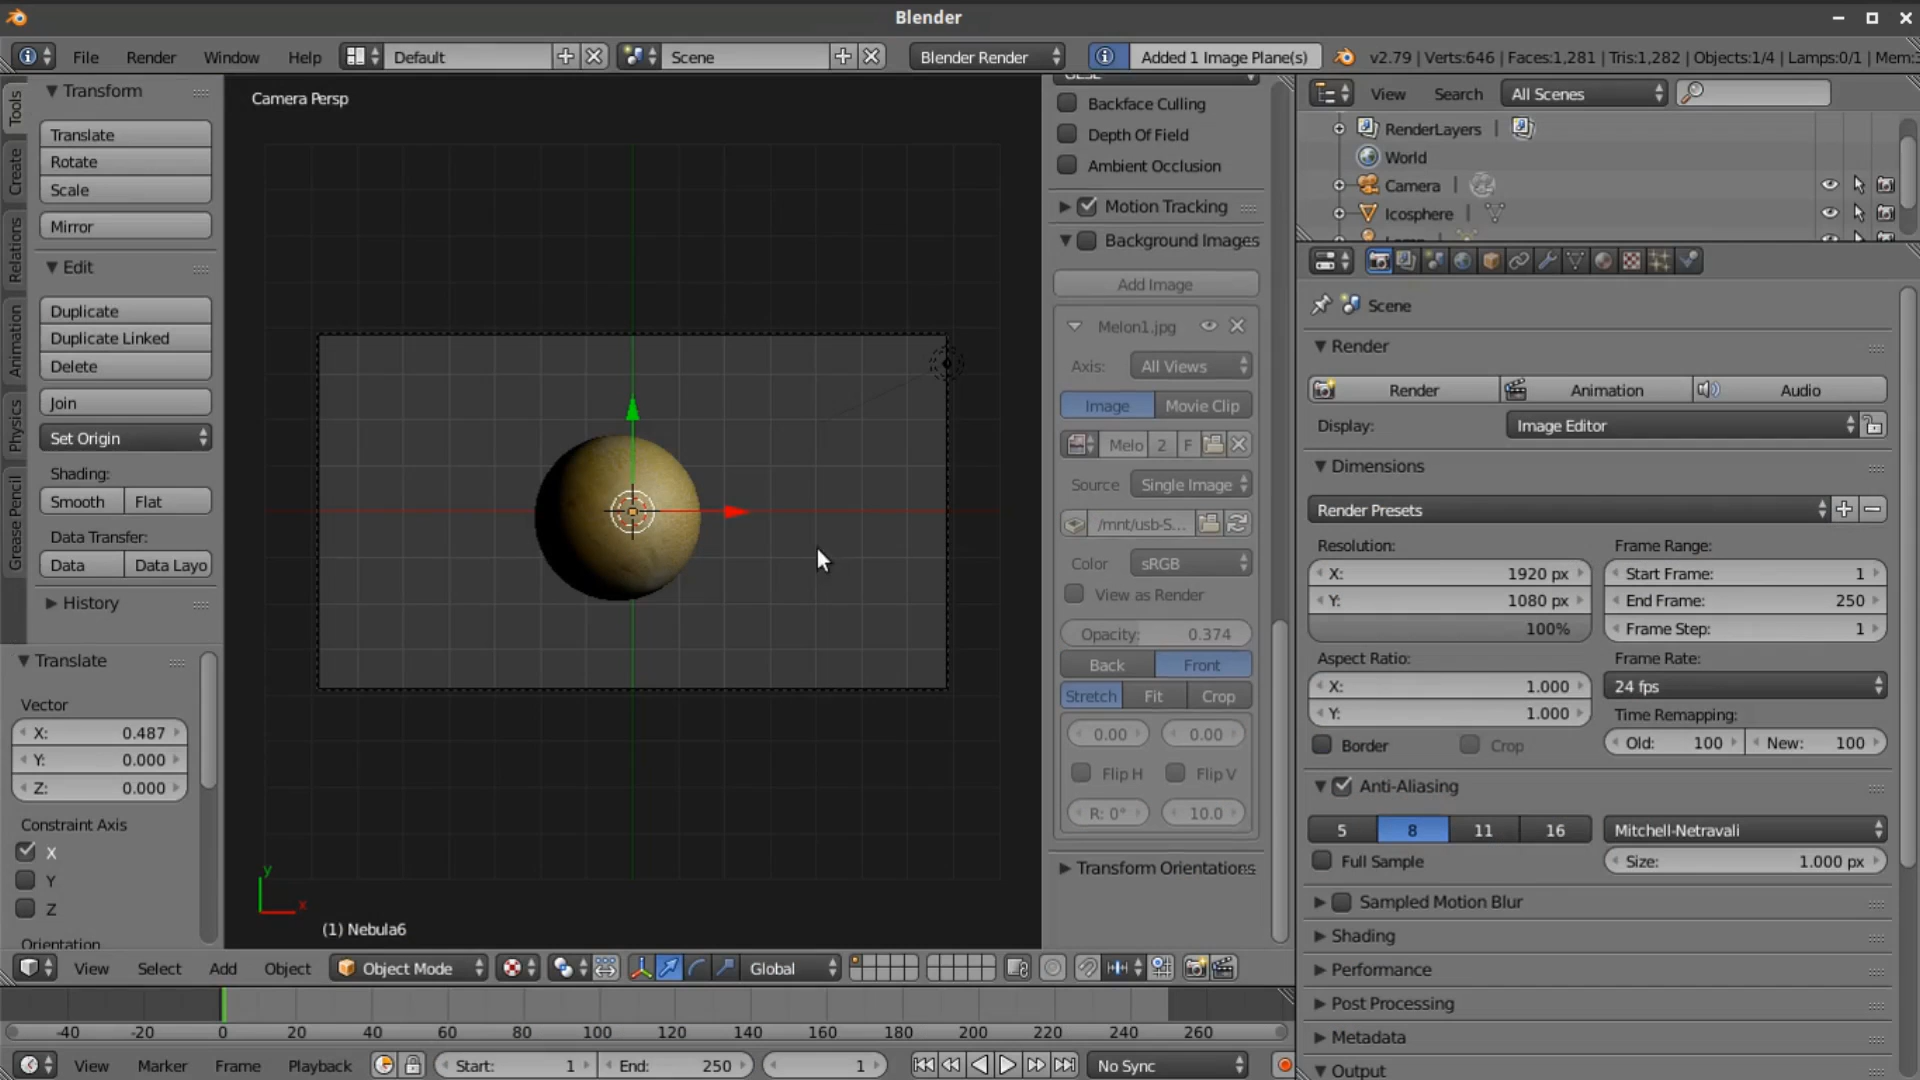 Blender
File Render Window Help Default Scene Blender Render Added 1 Image Plane(s) v2.79 | Verts:646 | Faces:1,281 | Tris:1,282 | Objects:1/4 | Lamps:0/1 | Mem:
Tools
Create
Relations
Animation
Physics
Grease Pencil
Transform
Translate
Rotate
Scale
Mirror
Edit
Duplicate
Duplicate Linked
Delete
Join
Set Origin
Shading:
Smooth Flat
Data Transfer:
Data Data Layo
History
Translate
Vector
X: 0.487
Y: 0.000
Z: 0.000
Constraint Axis
X
Y
Z
Orientation
Camera Persp
y
x
(1) Nebula6
Backface Culling
Depth Of Field
Ambient Occlusion
Motion Tracking
Background Images
Add Image
Melon1.jpg
Axis: All Views
Image Movie Clip
Melo 2 F
Source Single Image
/mnt/usb-S...
Color sRGB
View as Render
Opacity: 0.374
Back Front
Stretch Fit Crop
0.00 0.00
Flip H Flip V
R: 0° 10.0
Transform Orientations
View Search All Scenes
RenderLayers |
World
Camera |
Icosphere |
Scene
Render
Render Animation Audio
Display: Image Editor
Dimensions
Render Presets
Resolution: Frame Range:
X: 1920 px Start Frame: 1
Y: 1080 px End Frame: 250
100% Frame Step: 1
Aspect Ratio: Frame Rate:
X: 1.000 24 fps
Y: 1.000 Time Remapping:
Border Crop Old: 100 New: 100
Anti-Aliasing
5 8 11 16 Mitchell-Netravali
Full Sample Size: 1.000 px
Sampled Motion Blur
Shading
Performance
Post Processing
Metadata
Output
View Select Add Object Object Mode Global
-40 -20 0 20 40 60 80 100 120 140 160 180 200 220 240 260
View Marker Frame Playback Start: 1 End: 250 1 No Sync